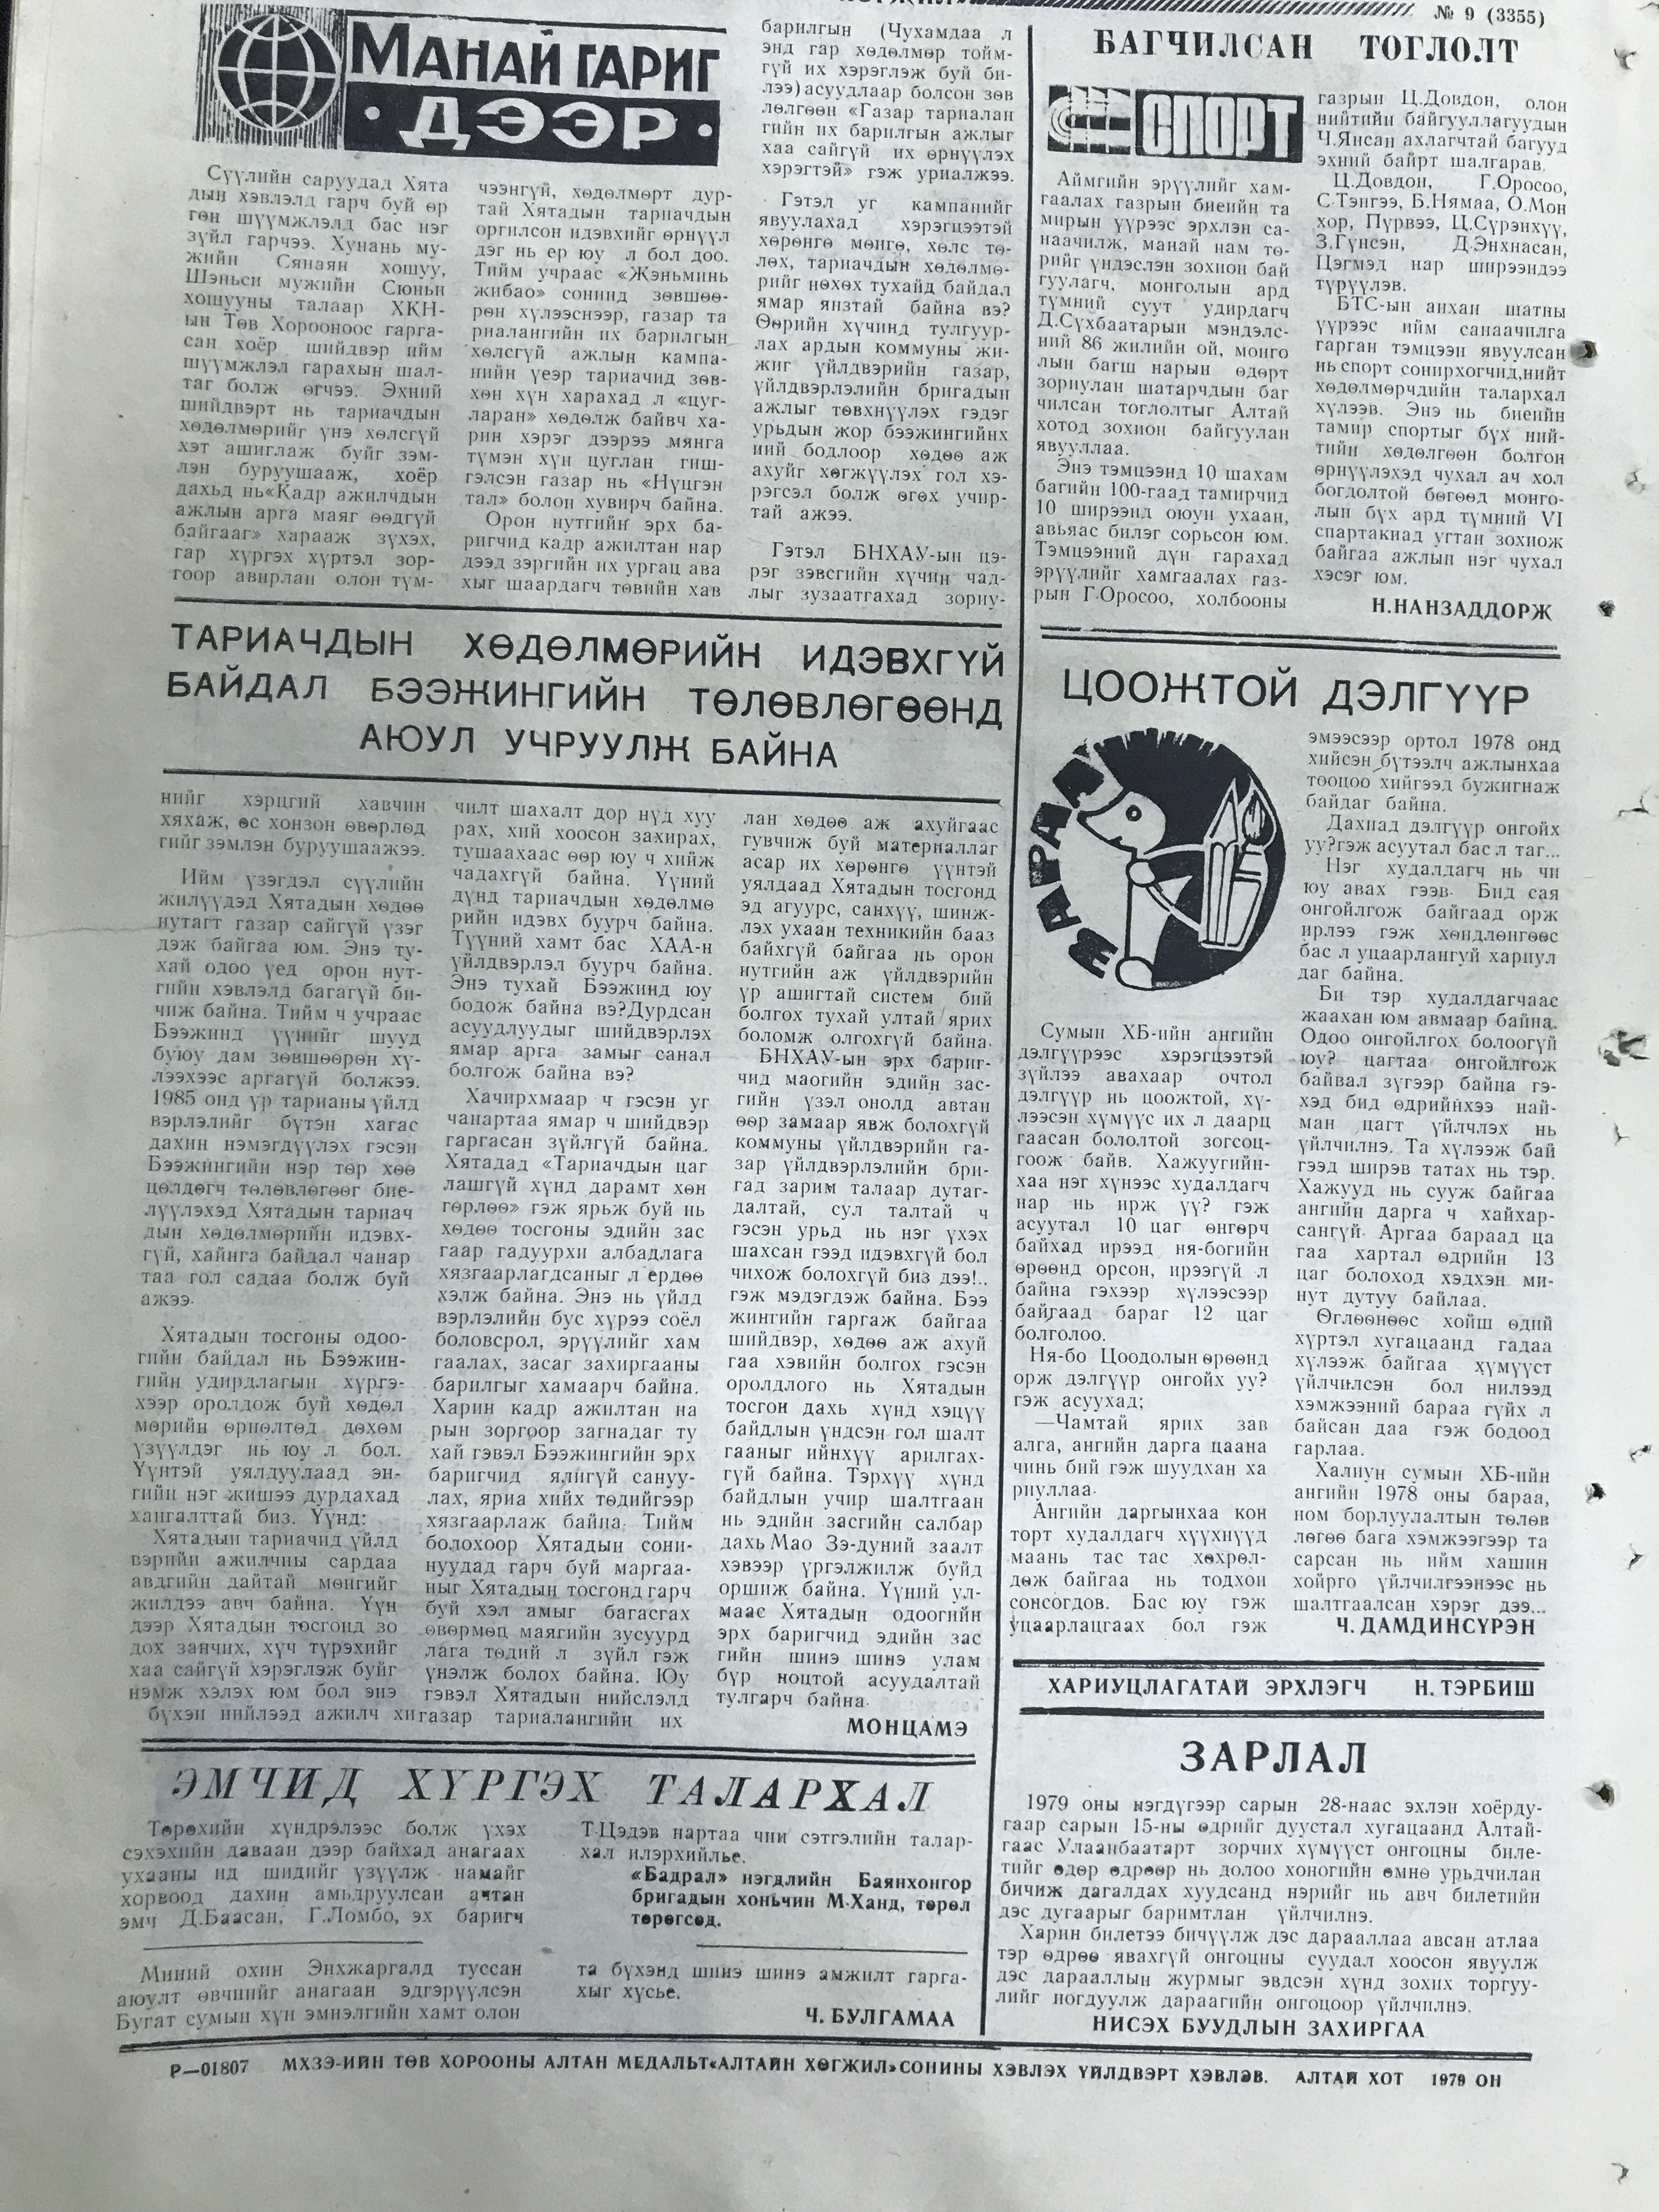 № 9 (3355)
МАНАЙ ГАРИГ
·ДЭЭР·
Сүүлийн саруудад Хята
дын хэвлэлд гарч буй өр
гөн шүүмжлэлд бас нэг
зүйл гарчээ. Хунань му-
жийн Сянаян хошуу,
Шэньси мужийн Сюньи
хошууны талаар ХКН-
ын Төв Хорооноос гарга-
сан хоёр шийдвэр ийм
шүүмжлэл гарахын шал-
таг болж өгчээ. Эхний
шийдвэрт нь тариачдын
хөдөлмөрийг үнэ хөлсгүй
хэт ашиглаж буйг зэм-
лэн буруушааж, хоёр
дахьд нь «Кадр ажилчдын
ажлын арга маяг өөдгүй
байгааг» харааж зүхэх,
гар хүргэх хүртэл зор-
гоор авирлан олон түм-
чээнгүй, хөдөлмөрт дур-
тай Хятадын тариачдын
оргилсон идэвхийг өрнүүл
дэг нь ер юу л бол доо.
Тийм учраас «Жэньминь
жибао» сонинд зөвшөө-
рөн хүлээснээр, газар та
риалангийн их барилгын
хөлсгүй ажлын кампа-
нийн үеэр тариачид зөв-
хөн хүн харахад л «цуг-
ларан» хөдөлж байвч ха-
рин хэрэг дээрээ мянга
түмэн хүн цуглан гиш-
гэлсэн газар нь «Нүцгэн
тал» болон хувирч байна.
Орон нутгийн эрх ба-
ригчид кадр ажилтан нар
дээд зэргийн их ургац ава
хыг шаардагч төвийн хав
барилгын (Чухамдаа л
энд гар хөдөлмөр тойм-
гүй их хэрэглэж буй би-
лээ) асуудлаар болсон зөв
лөлгөөн «Газар тариалан
гийн их барилгын ажлыг
хаа сайгүй их өрнүүлэх
хэрэгтэй» гэж уриалжээ.
Гэтэл уг кампанийг
явуулахад хэрэгцээтэй
хөрөнгө мөнгө, хөлс тө-
лөх, тариачдын хөдөлмө-
рийг нөхөх тухайд байдал
ямар янзтай байна вэ?
Өөрийн хүчинд тулгуур-
лах ардын коммуны жи-
жиг үйлдвэрийн газар,
үйлдвэрлэлийн бригадын
ажлыг төвхнүүлэх гэдэг
урьдын жор бээжингийнх
ний бодлоор хөдөө аж
ахуйг хөгжүүлэх гол хэ-
рэгсэл болж өгөх учир-
тай ажээ.
Гэтэл БНХАУ-ын цэ-
рэг зэвсгийн хүчин чад-
лыг зузаатгахад зориу-
ТАРИАЧДЫН ХӨДӨЛМӨРИЙН ИДЭВХГҮЙ
БАЙДАЛ БЭЭЖИНГИЙН ТӨЛӨВЛӨГӨӨНД
АЮУЛ УЧРУУЛЖ БАЙНА
нийг хэрцгий хавчин
хяхаж, өс хонзон өвөрлөд
гийг зэмлэн буруушаажээ.
Ийм үзэгдэл сүүлийн
жилүүдэд Хятадын хөдөө
нутагт газар сайгүй үзэг
дэж байгаа юм. Энэ ту-
хай одоо үед орон нут-
гийн хэвлэлд багагүй би-
чиж байна. Тийм ч учраас
Бээжинд үүнийг шууд
буюу дам зөвшөөрөн хү-
лээхээс аргагүй болжээ.
1985 онд үр тарианы үйлд
вэрлэлийг бүтэн хагас
дахин нэмэгдүүлэх гэсэн
Бээжингийн нэр төр хөө
цөлдөгч төлөвлөгөөг бие-
лүүлэхэд Хятадын тариач
дын хөдөлмөрийн идэвх-
гүй, хайнга байдал чанар
таа гол садаа болж буй
ажээ.
Хятадын тосгоны одоо-
гийн байдал нь Бээжин-
гийн удирдлагын хүргэ-
хээр оролдож буй хөдөл
мөрийн өрнөлтөд дөхөм
үзүүлдэг нь юу л бол.
Үүнтэй уялдуулаад эн-
гийн нэг жишээ дурдахад
хангалттай биз. Үүнд:
Хятадын тариачид үйлд
вэрийн ажилчны сардаа
авдгийн дайтай мөнгийг
жилдээ авч байна. Үүн
дээр Хятадын тосгонд зо
дох занчих, хүч түрэхийг
хаа сайгүй хэрэглэж буйг
нэмж хэлэх юм бол энэ
бүхэн нийлээд ажилч хи
чилт шахалт дор нүд хуу
рах, хий хоосон захирах,
тушаахаас өөр юу ч хийж
чадахгүй байна. Үүний
дүнд тариачдын хөдөлмө
рийн идэвх буурч байна.
Түүний хамт бас ХАА-н
үйлдвэрлэл буурч байна.
Энэ тухай Бээжинд юу
бодож байна вэ? Дурдсан
асуудлуудыг шийдвэрлэх
ямар арга замыг санал
болгож байна вэ?
Хачирхмаар ч гэсэн уг
чанартаа ямар ч шийдвэр
гаргасан зүйлгүй байна.
Хятадад «Тариачдын цаг
лашгүй хүнд дарамт хөн
гөрлөө» гэж ярьж буй нь
хөдөө тосгоны эдийн зас
гаар гадуурхи албадлага
хязгаарлагдсаныг л ердөө
хэлж байна. Энэ нь үйлд
вэрлэлийн бус хүрээ соёл
боловсрол, эрүүлийг хам
гаалах, засаг захиргааны
барилгыг хамаарч байна.
Харин кадр ажилтан на
рын зоргоор загнадаг ту
хай гэвэл Бээжингийн эрх
баригчид ялигүй сануу-
лах, яриа хийх төдийгээр
хязгаарлаж байна. Тийм
болохоор Хятадын сони-
нуудад гарч буй маргаа-
ныг Хятадын тосгонд гарч
буй хэл амыг багасгах
өвөрмөц маягийн зусуурд
лага төдий л зүйл гэж
үнэлж болох байна. Юу
гэвэл Хятадын нийслэлд
газар тариалангийн их
лан хөдөө аж ахуйгаас
гувчиж буй материаллаг
асар их хөрөнгө үүнтэй
уялдаад Хятадын тосгонд
эд агуурс, санхүү, шинж-
лэх ухаан техникийн бааз
байхгүй байгаа нь орон
нутгийн аж үйлдвэрийн
үр ашигтай систем бий
болгох тухай ултай ярих
боломж олгохгүй байна.
БНХАУ-ын эрх бариг-
чид маогийн эдийн зас-
гийн үзэл онолд автан
өөр замаар явж болохгүй
коммуны үйлдвэрийн га-
зар үйлдвэрлэлийн бри-
гад зарим талаар дутаг-
далтай, сул талтай ч
гэсэн урьд нь нэг үхэх
шахсан гээд идэвхгүй бол
чихож болохгүй биз дээ!..
гэж мэдэгдэж байна. Бээ
жингийн гаргаж байгаа
шийдвэр, хөдөө аж ахуй
гаа хэвийн болгох гэсэн
оролдлого нь Хятадын
тосгон дахь хүнд хэцүү
байдлын үндсэн гол шалт
гааныг ийнхүү арилгах-
гүй байна. Тэрхүү хүнд
байдлын учир шалтгаан
нь эдийн засгийн салбар
дахь Мао Зэ-дуний заалт
хэвээр үргэлжилж буйд
оршиж байна. Үүний ул-
маас Хятадын одоогийн
эрх баригчид эдийн зас
гийн шинэ шинэ улам
бүр ноцтой асуудалтай
тулгарч байна.
МОНЦАМЭ
БАГЧИЛСАН ТОГЛОЛТ
СПОРТ
Аймгийн эрүүлийг хам-
гаалах газрын биеийн та
мирын үүрээс эрхлэн са-
наачилж, манай нам тө-
рийг үндэслэн зохион бай
гуулагч, монголын ард
түмний суут удирдагч
Д.Сүхбаатарын мэндэлс-
ний 86 жилийн ой, монго
лын багш нарын өдөрт
зориулан шатарчдын баг
чилсан тоглолтыг Алтай
хотод зохион байгуулан
явууллаа.
Энэ тэмцээнд 10 шахам
багийн 100-гаад тамирчид
10 ширээнд оюун ухаан,
авьяас билэг сорьсон юм.
Тэмцээний дүн гарахад
эрүүлийг хамгаалах газ-
рын Г.Оросоо, холбооны
газрын Ц.Довдон, олон
нийтийн байгууллагуудын
Ч.Янсан ахлагчтай багууд
эхний байрт шалгарав.
Ц.Довдон, Г.Оросоо,
С.Тэнгээ, Б.Нямаа, О.Мон
хор, Пүрвээ, Ц.Сүрэнхүү,
З.Гүнсэн, Д.Энхнасан,
Цэгмэд нар ширээндээ
түрүүлэв.
БТС-ын анхан шатны
үүрээс ийм санаачилга
гарган тэмцээн явуулсан
нь спорт сонирхогчид, нийт
хөдөлмөрчдийн талархал
хүлээв. Энэ нь биеийн
тамир спортыг бүх ний-
тийн хөдөлгөөн болгон
өрнүүлэхэд чухал ач хол
богдолтой бөгөөд монго-
лын бүх ард түмний VI
спартакиад угтан зохиож
байгаа ажлын нэг чухал
хэсэг юм.
Н.НАНЗАДДОРЖ
ЦООЖТОЙ ДЭЛГҮҮР
МАРААЖ
Сумын ХБ-ийн ангийн
дэлгүүрээс хэрэгцээтэй
зүйлээ авахаар очтол
дэлгүүр нь цоожтой, хү-
лээсэн хүмүүс их л даарц
гаасан бололтой зогсоц-
гоож байв. Хажуугийн-
хаа нэг хүнээс худалдагч
нар нь ирж үү? гэж
асуутал 10 цаг өнгөрч
байхад ирээд ня-богийн
өрөөнд орсон, ирээгүй л
байна гэхээр хүлээсээр
байгаад бараг 12 цаг
болголоо.
Ня-бо Цоодолын өрөөнд
орж дэлгүүр онгойх уу?
гэж асуухад;
—Чамтай ярих зав
алга, ангийн дарга цаана
чинь бий гэж шуудхан ха
риуллаа.
Ангийн даргынхаа кон
торт худалдагч хүүхнүүд
маань тас тас хөхрөл-
дөж байгаа нь тодхон
сонсогдов. Бас юу гэж
уцаарлацгаах бол гэж
эмээсээр ортол 1978 онд
хийсэн бүтээлч ажлынхаа
тооцоо хийгээд бужигнаж
байдаг байна.
Дахиад дэлгүүр онгойх
уу? гэж асуутал бас л таг...
Нэг худалдагч нь чи
юу авах гээв. Бид сая
онгойлгож байгаад орж
ирлээ гэж хөндлөнгөөс
бас л уцаарлангуй хариул
даг байна.
Би тэр худалдагчаас
жаахан юм авмаар байна.
Одоо онгойлгох болоогүй
юу? цагтаа онгойлгож
байвал зүгээр байна гэ-
хэд бид өдрийнхээ най-
ман цагт үйлчлэх нь
үйлчилнэ. Та хүлээж бай
гээд ширэв татах нь тэр.
Хажууд нь сууж байгаа
ангийн дарга ч хайхар-
сангүй. Аргаа бараад ца
гаа хартал өдрийн 13
цаг болоход хэдхэн ми-
нут дутуу байлаа.
Өглөөнөөс хойш өдий
хүртэл хугацаанд гадаа
хүлээж байгаа хүмүүст
үйлчилсэн бол нилээд
хэмжээний бараа гүйх л
байсан даа гэж бодоод
гарлаа.
Халиун сумын ХБ-ийн
ангийн 1978 оны бараа,
ном борлуулалтын төлөв
лөгөө бага хэмжээгээр та
сарсан нь ийм хашин
хойрго үйлчилгээнээс нь
шалтгаалсан хэрэг дээ...
Ч. ДАМДИНСҮРЭН
ХАРИУЦЛАГАТАЙ ЭРХЛЭГЧ Н. ТЭРБИШ
ЭМЧИД ХҮРГЭХ ТАЛАРХАЛ
Төрөхийн хүндрэлээс болж үхэх
сэхэхийн даваан дээр байхад анагаах
ухааны ид шидийг үзүүлж намайг
хорвоод дахин амьдруулсан ачтан
эмч Д.Баасан, Г.Ломбо, эх баригч
Т.Цэдэв нартаа чин сэтгэлийн талар-
хал илэрхийлье.
«Бадрал» нэгдлийн Баянхонгор
бригадын хоньчин М.Ханд, төрөл
төрөгсөд.
Миний охин Энхжаргалд туссан
аюулт өвчнийг анагаан эдгэрүүлсэн
Бугат сумын хүн эмнэлгийн хамт олон
та бүхэнд шинэ шинэ амжилт гарга-
хыг хүсье.
Ч. БУЛГАМАА
ЗАРЛАЛ
1979 оны нэгдүгээр сарын 28-наас эхлэн хоёрду-
гаар сарын 15-ны өдрийг дуустал хугацаанд Алтай-
гаас Улаанбаатарт зорчих хүмүүст онгоцны биле-
тийг өдөр өдрөөр нь долоо хоногийн өмнө урьдчилан
бичиж дагалдах хуудсанд нэрийг нь авч билетийн
дэс дугаарыг баримтлан үйлчилнэ.
Харин билетээ бичүүлж дэс дарааллаа авсан атлаа
тэр өдрөө явахгүй онгоцны суудал хоосон явуулж
дэс дарааллын журмыг эвдсэн хүнд зохих торгуу-
лийг ногдуулж дараагийн онгоцоор үйлчилнэ.
НИСЭХ БУУДЛЫН ЗАХИРГАА
Р—01807 МХЗЭ-ИЙН ТӨВ ХОРООНЫ АЛТАН МЕДАЛЬТ «АЛТАЙН ХӨГЖИЛ» СОНИНЫ ХЭВЛЭХ ҮЙЛДВЭРТ ХЭВЛЭВ. АЛТАЙ ХОТ 1979 ОН